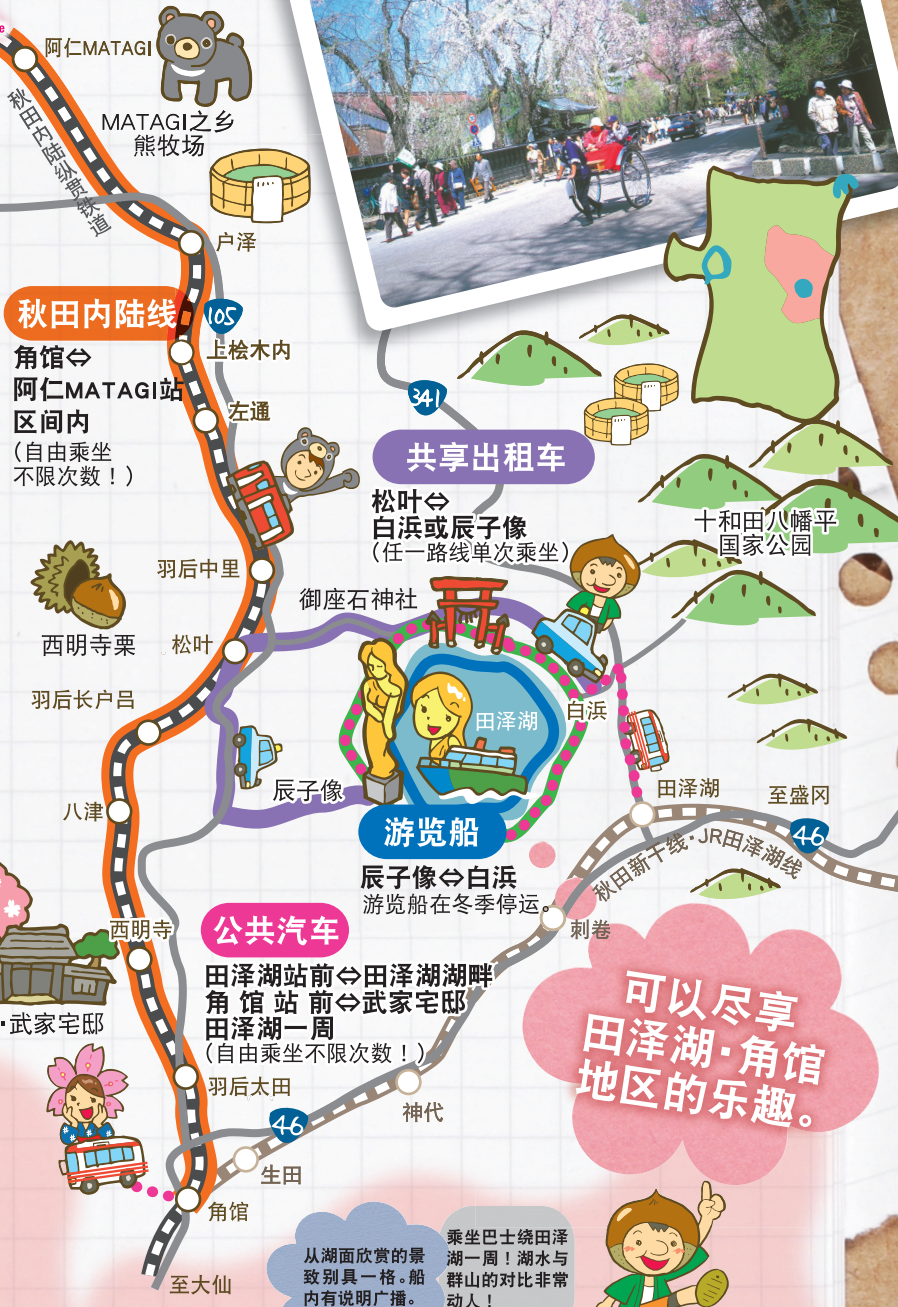 阿仁MATAGI
秋田内陆纵贯铁道
MATAGI之乡
熊牧场
户泽
秋田内陆线
105
角馆⇔
阿仁MATAGI站
区间内
（自由乘坐
不限次数！）
上桧木内
左通
341
共享出租车
松叶⇔
白浜或辰子像
（任一路线单次乘坐）
十和田八幡平
国家公园
羽后中里
御座石神社
西明寺栗
松叶
羽后长户吕
白浜
田泽湖
辰子像
田泽湖
至盛冈
八津
46
游览船
辰子像⇔白浜
游览船在冬季停运。
秋田新干线·JR田泽湖线
刺卷
西明寺
公共汽车
田泽湖站前⇔田泽湖湖畔
角馆站前⇔武家宅邸
田泽湖一周
（自由乘坐不限次数！）
·武家宅邸
可以尽享
田泽湖·角馆
地区的乐趣。
羽后太田
神代
46
生田
角馆
至大仙
从湖面欣赏的景
致别具一格。船
内有说明广播。
乘坐巴士绕田泽
湖一周！湖水与
群山的对比非常
动人！